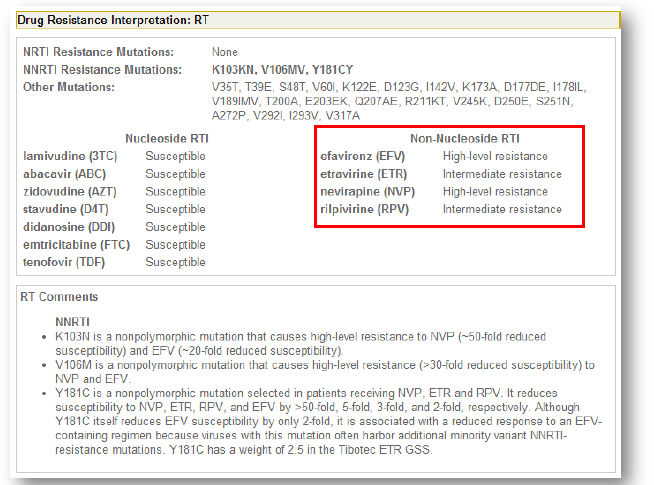 Drug Resistance Interpretation: RT
NRTI Resistance Mutations: None
NNRTI Resistance Mutations: K103KN, V106MV, Y181CY
Other Mutations: V35T, T39E, S48T, V60I, K122E, D123G, I142V, K173A, D177DE, I178IL,
V189IMV, T200A, E203EK, Q207AE, R211KT, V245K, D250E, S251N,
A272P, V292I, I293V, V317A
Nucleoside RTI
lamivudine (3TC) Susceptible
abacavir (ABC) Susceptible
zidovudine (AZT) Susceptible
stavudine (D4T) Susceptible
didanosine (DDI) Susceptible
emtricitabine (FTC) Susceptible
tenofovir (TDF) Susceptible
Non-Nucleoside RTI
efavirenz (EFV) High-level resistance
etravirine (ETR) Intermediate resistance
nevirapine (NVP) High-level resistance
rilpivirine (RPV) Intermediate resistance
RT Comments
NNRTI
• K103N is a nonpolymorphic mutation that causes high-level resistance to NVP (~50-fold reduced
susceptibility) and EFV (~20-fold reduced susceptibility).
• V106M is a nonpolymorphic mutation that causes high-level resistance (>30-fold reduced susceptibility) to
NVP and EFV.
• Y181C is a nonpolymorphic mutation selected in patients receiving NVP, ETR and RPV. It reduces
susceptibility to NVP, ETR, RPV, and EFV by >50-fold, 5-fold, 3-fold, and 2-fold, respectively. Although
Y181C itself reduces EFV susceptibility by only 2-fold, it is associated with a reduced response to an EFV-
containing regimen because viruses with this mutation often harbor additional minority variant NNRTI-
resistance mutations. Y181C has a weight of 2.5 in the Tibotec ETR GSS.